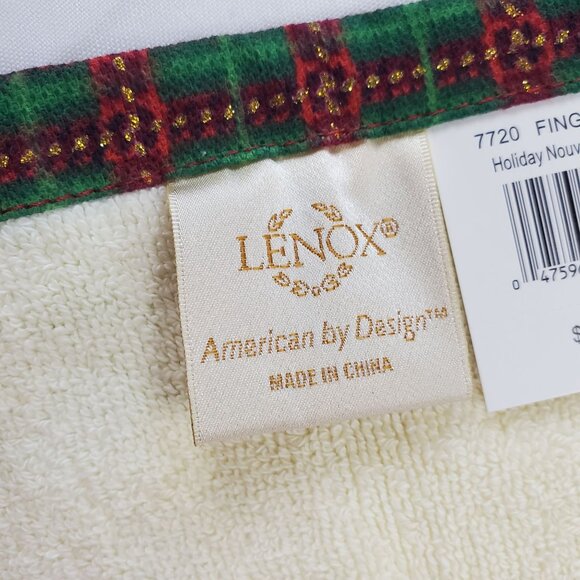 LENOX®
American by Design™
MADE IN CHINA
7720 FING
Holiday Nouv
0 4759
$